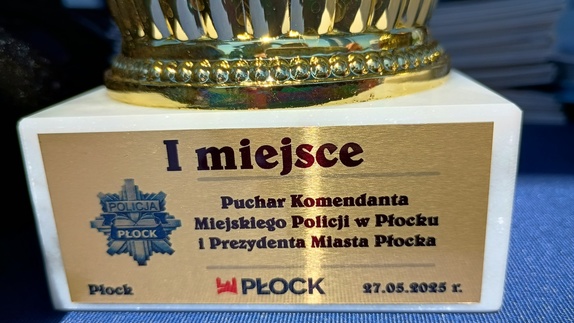 I miejsce
POLICJA
PŁOCK
Puchar Komendanta
Miejskiego Policji w Płocku
i Prezydenta Miasta Płocka
Płock
PŁOCK
27.05.2025 r.